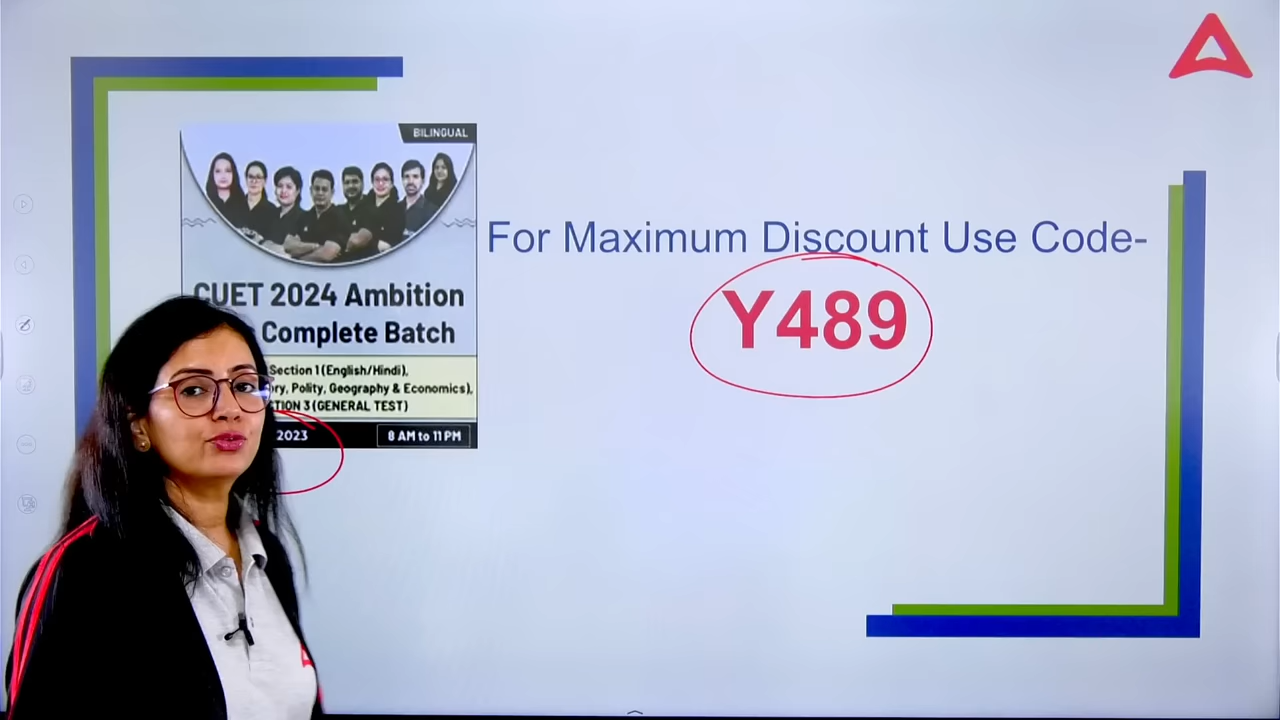 BILINGUAL
CUET 2024 Ambition
Complete Batch
Section 1 (English/Hindi),
Polity, Geography & Economics),
3 (GENERAL TEST)
2023
8 AM to 11 PM
For Maximum Discount Use Code-
Y489